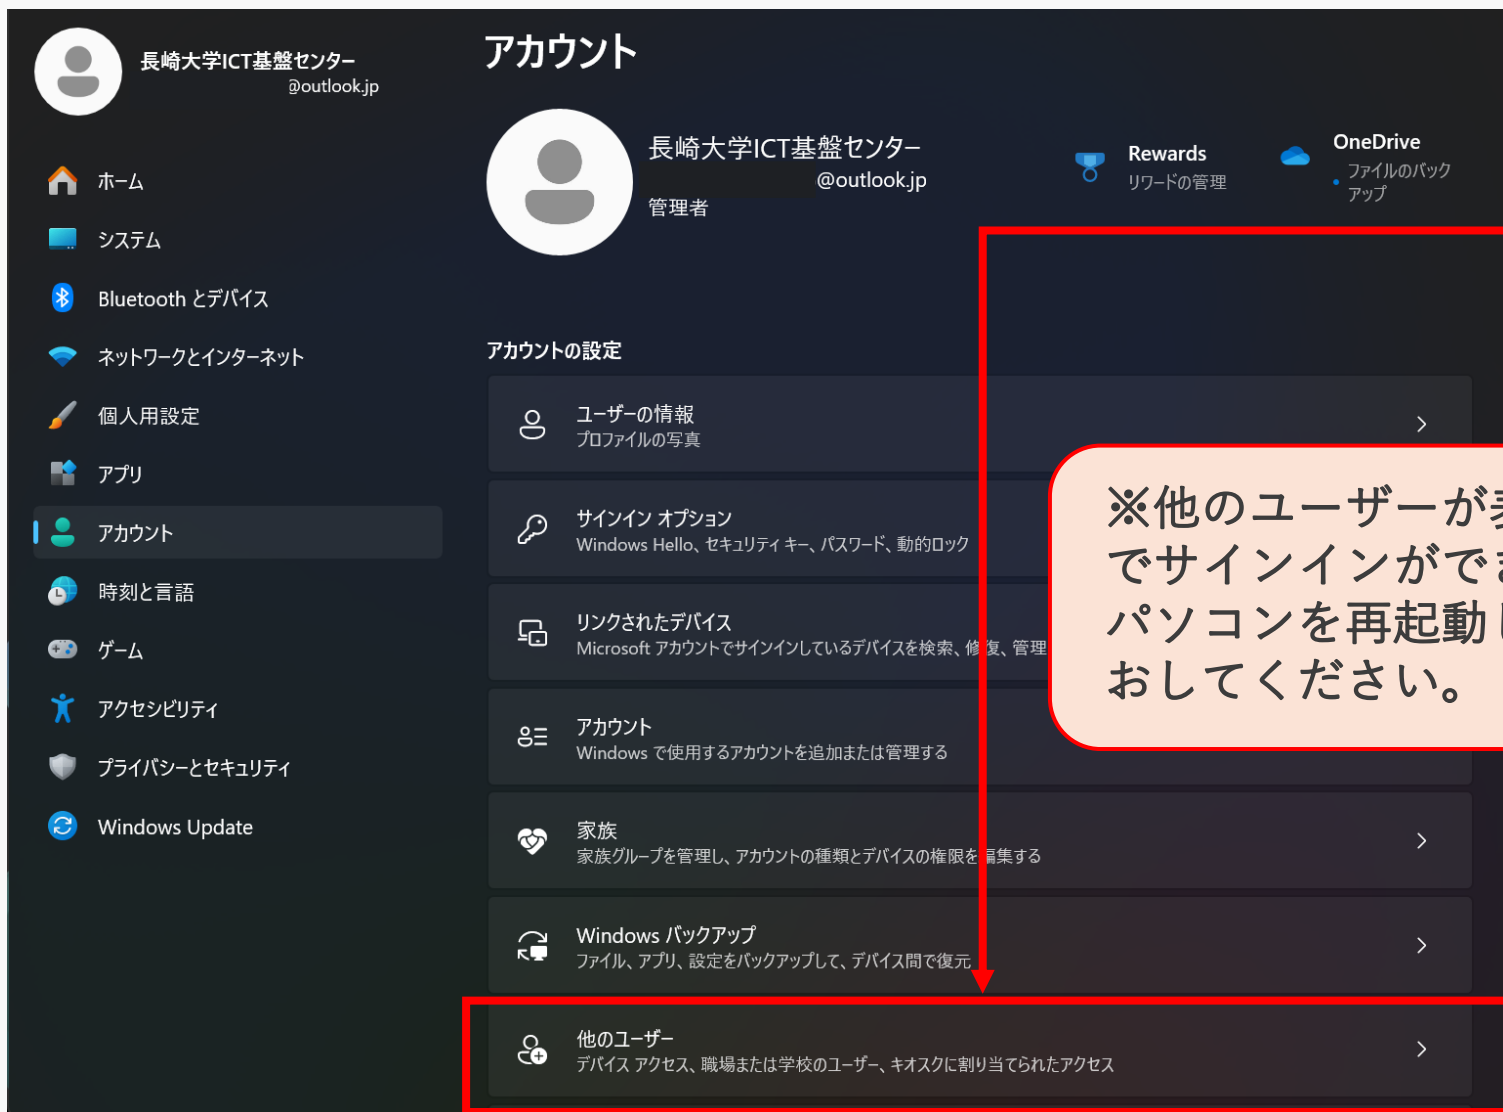 長崎大学ICT基盤センター
@outlook.jp
ホーム
システム
Bluetooth とデバイス
ネットワークとインターネット
個人用設定
アプリ
アカウント
時刻と言語
ゲーム
アクセシビリティ
プライバシーとセキュリティ
Windows Update
アカウント
長崎大学ICT基盤センター
@outlook.jp
管理者
Rewards
リワードの管理
OneDrive
ファイルのバック
アップ
アカウントの設定
ユーザーの情報
プロファイルの写真
サインイン オプション
Windows Hello、セキュリティ キー、パスワード、動的ロック
リンクされたデバイス
Microsoft アカウントでサインインしているデバイスを検索、修復、管理
アカウント
Windows で使用するアカウントを追加または管理する
家族
家族グループを管理し、アカウントの種類とデバイスの権限を編集する
Windows バックアップ
ファイル、アプリ、設定をバックアップして、デバイス間で復元
他のユーザー
デバイス アクセス、職場または学校のユーザー、キオスクに割り当てられたアクセス
※他のユーザーが
でサインインがで
パソコンを再起動
おしてください。